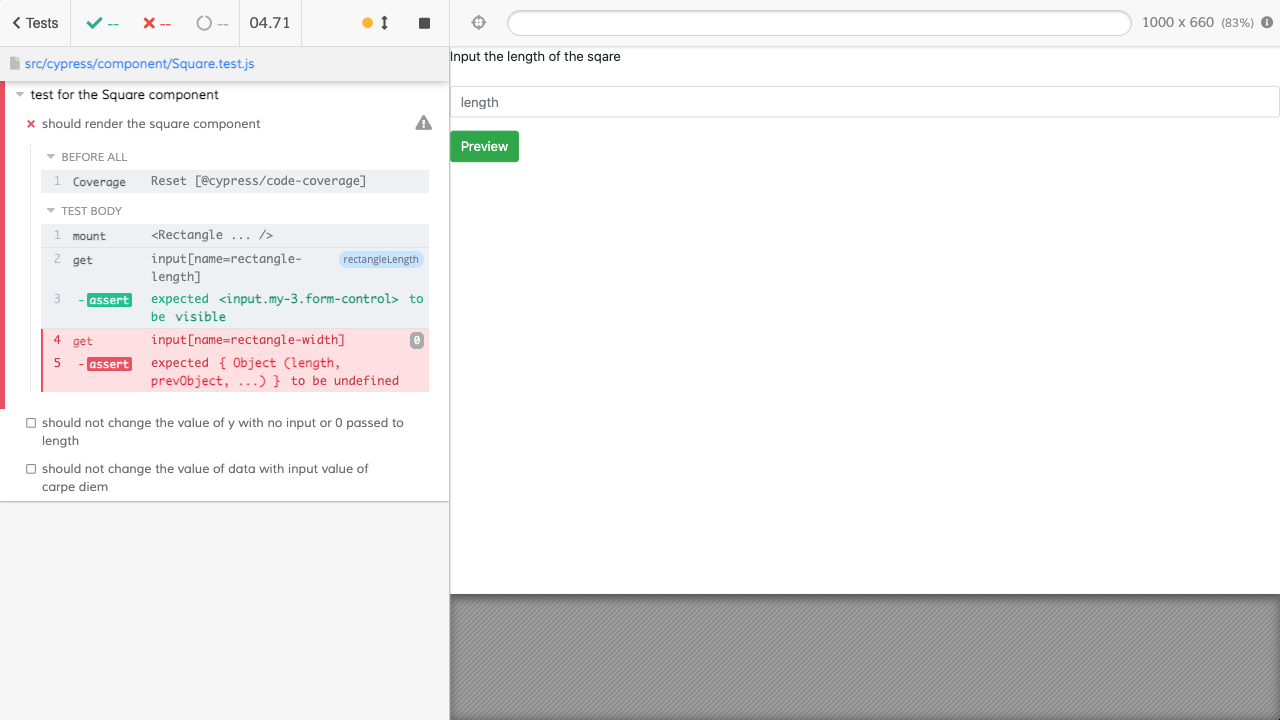 Tests
--
--
--
04.71
1000 x 660 (83%)
src/cypress/component/Square.test.js
Input the length of the sqare
length
Preview
test for the Square component
should render the square component
BEFORE ALL
1 Coverage Reset [@cypress/code-coverage]
TEST BODY
1 mount <Rectangle ... />
2 get input[name=rectangle- rectangleLength
length]
3 -assert expected <input.my-3.form-control> to
be visible
4 get input[name=rectangle-width] 0
5 -assert expected { Object (length,
prevObject, ...) } to be undefined
should not change the value of y with no input or 0 passed to
length
should not change the value of data with input value of
carpe diem